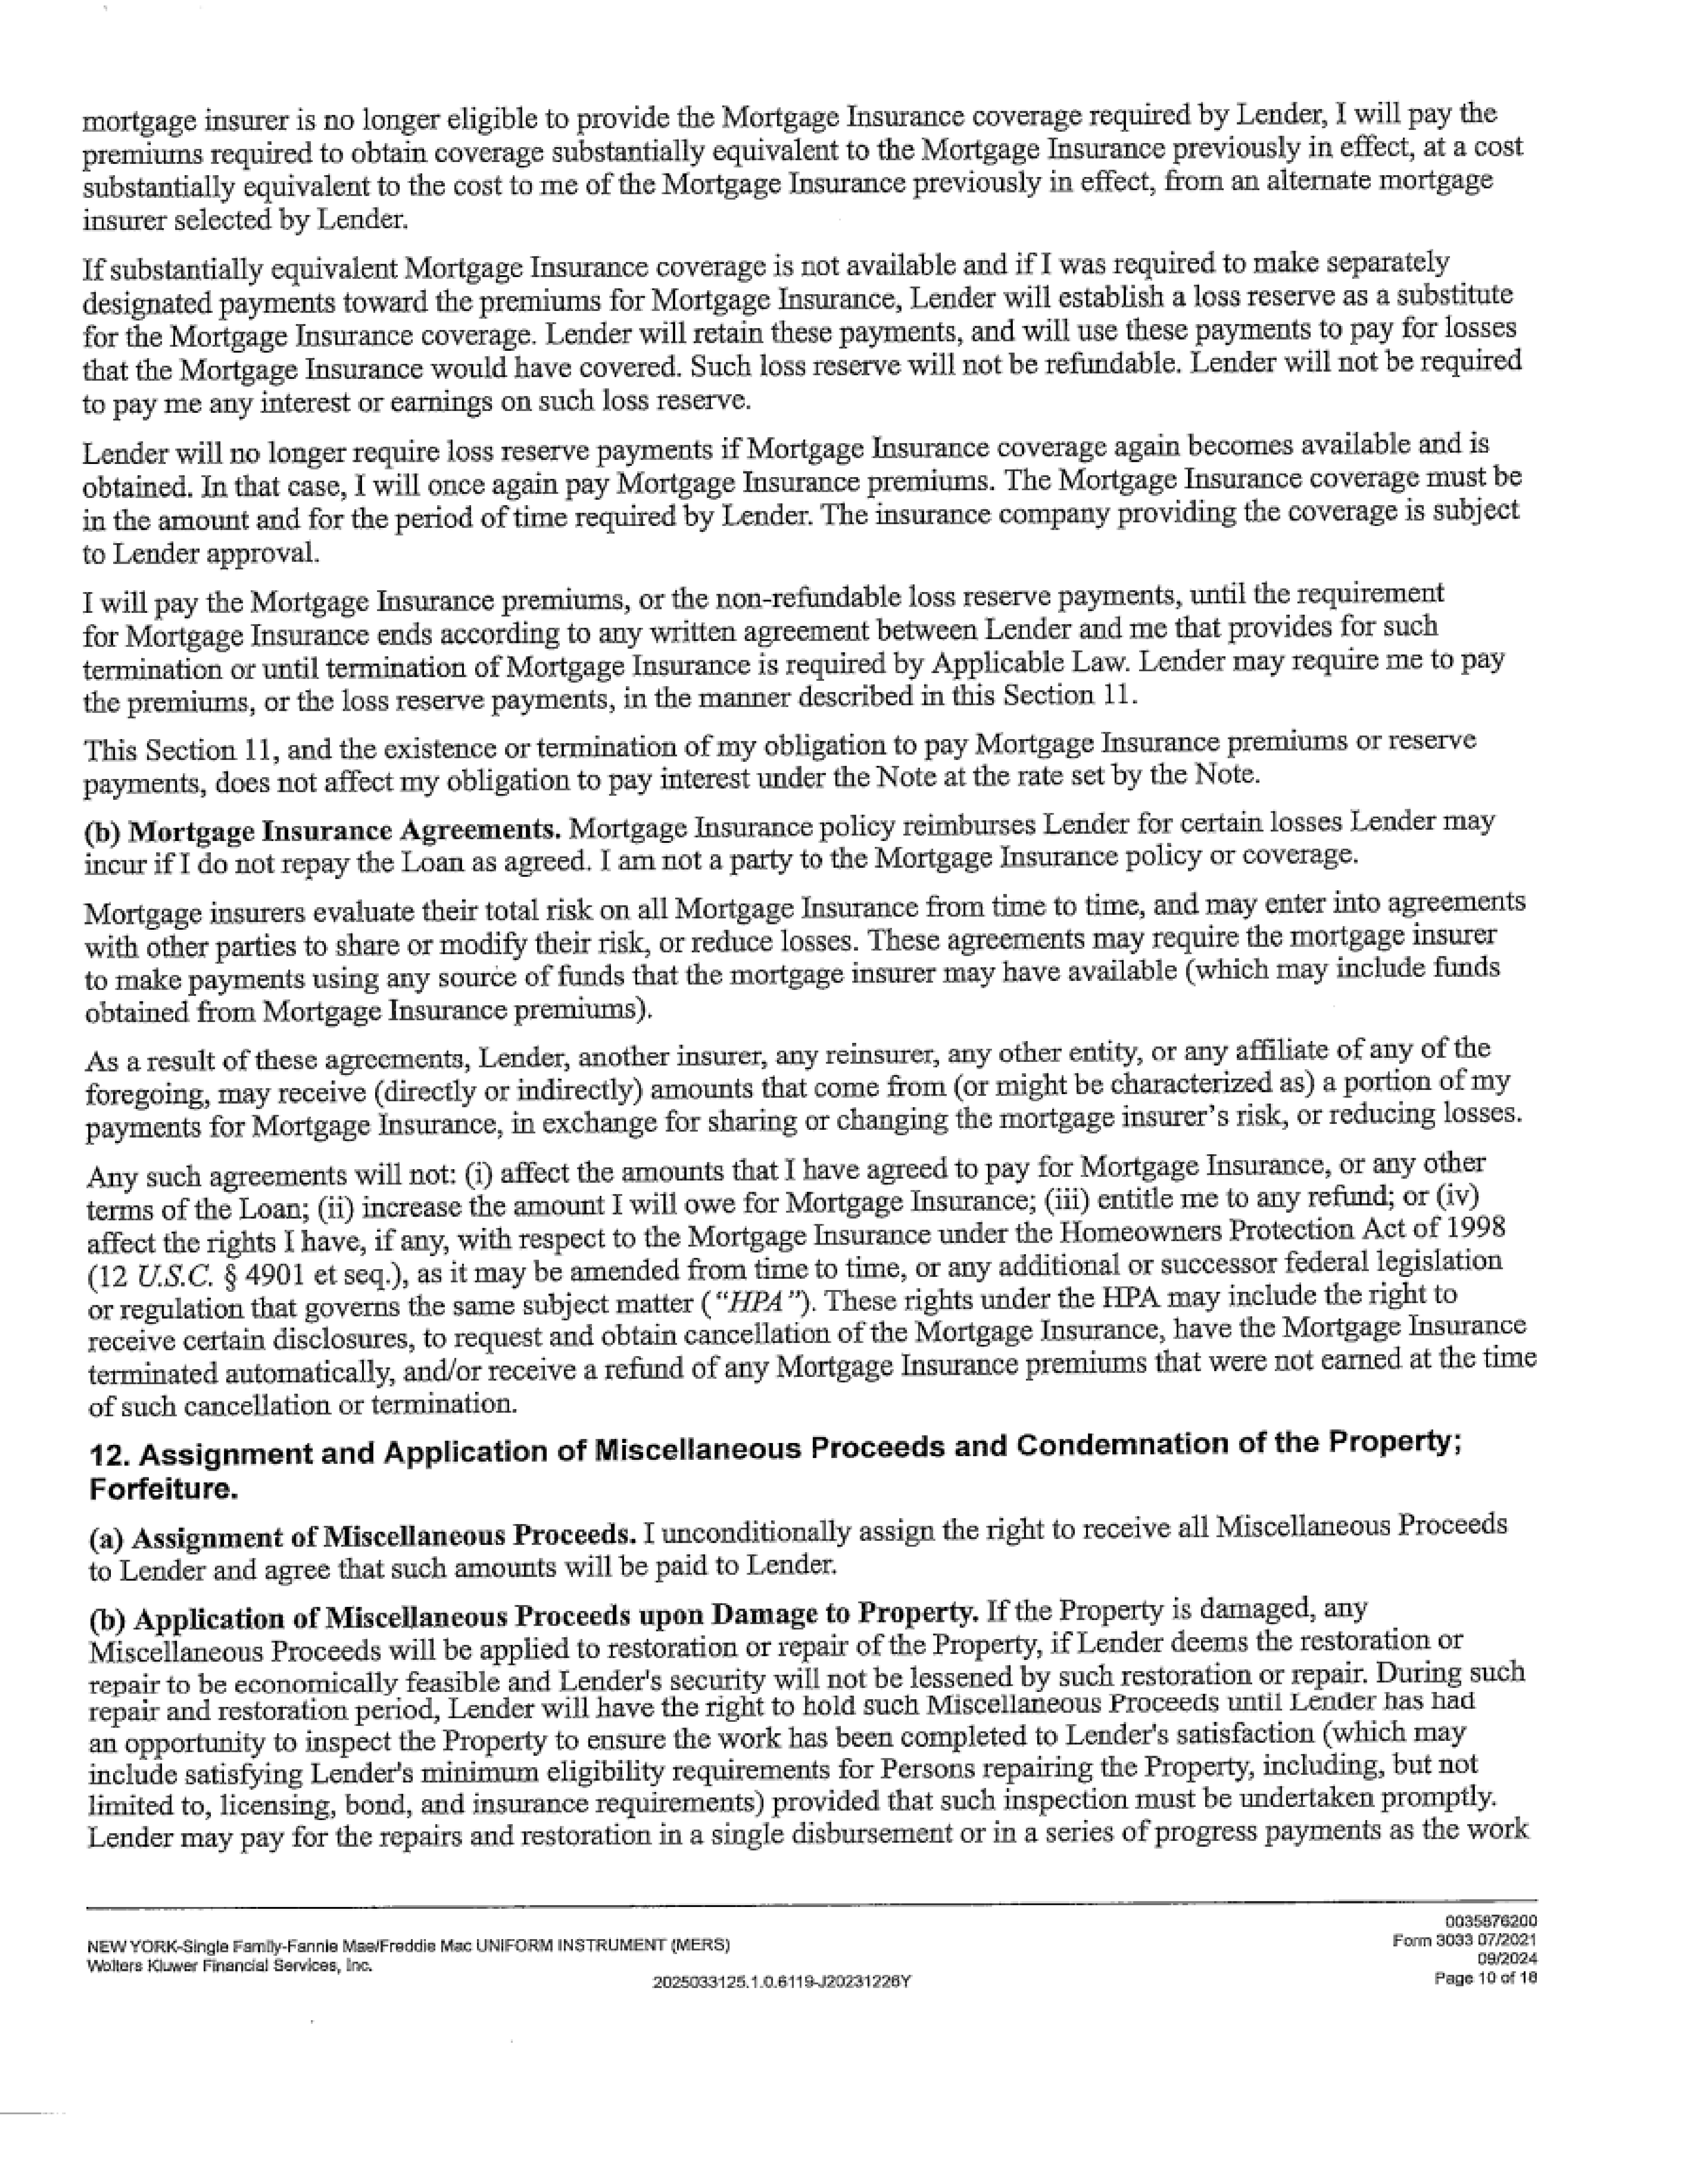 mortgage insurer is no longer eligible to provide the Mortgage Insurance coverage required by Lender, I will pay the
premiums required to obtain coverage substantially equivalent to the Mortgage Insurance previously in effect, at a cost
substantially equivalent to the cost to me of the Mortgage Insurance previously in effect, from an alternate mortgage
insurer selected by Lender.
If substantially equivalent Mortgage Insurance coverage is not available and if I was required to make separately
designated payments toward the premiums for Mortgage Insurance, Lender will establish a loss reserve as a substitute
for the Mortgage Insurance coverage. Lender will retain these payments, and will use these payments to pay for losses
that the Mortgage Insurance would have covered. Such loss reserve will not be refundable. Lender will not be required
to pay me any interest or earnings on such loss reserve.
Lender will no longer require loss reserve payments if Mortgage Insurance coverage again becomes available and is
obtained. In that case, I will once again pay Mortgage Insurance premiums. The Mortgage Insurance coverage must be
in the amount and for the period of time required by Lender. The insurance company providing the coverage is subject
to Lender approval.
I will pay the Mortgage Insurance premiums, or the non-refundable loss reserve payments, until the requirement
for Mortgage Insurance ends according to any written agreement between Lender and me that provides for such
termination or until termination of Mortgage Insurance is required by Applicable Law. Lender may require me to pay
the premiums, or the loss reserve payments, in the manner described in this Section 11.
This Section 11, and the existence or termination of my obligation to pay Mortgage Insurance premiums or reserve
payments, does not affect my obligation to pay interest under the Note at the rate set by the Note.
(b) Mortgage Insurance Agreements. Mortgage Insurance policy reimburses Lender for certain losses Lender may
incur if I do not repay the Loan as agreed. I am not a party to the Mortgage Insurance policy or coverage.
Mortgage insurers evaluate their total risk on all Mortgage Insurance from time to time, and may enter into agreements
with other parties to share or modify their risk, or reduce losses. These agreements may require the mortgage insurer
to make payments using any source of funds that the mortgage insurer may have available (which may include funds
obtained from Mortgage Insurance premiums).
As a result of these agreements, Lender, another insurer, any reinsurer, any other entity, or any affiliate of any of the
foregoing, may receive (directly or indirectly) amounts that come from (or might be characterized as) a portion of my
payments for Mortgage Insurance, in exchange for sharing or changing the mortgage insurer's risk, or reducing losses.
Any such agreements will not: (i) affect the amounts that I have agreed to pay for Mortgage Insurance, or any other
terms of the Loan; (ii) increase the amount I will owe for Mortgage Insurance; (iii) entitle me to any refund; or (iv)
affect the rights I have, if any, with respect to the Mortgage Insurance under the Homeowners Protection Act of 1998
(12 U.S.C. § 4901 et seq.), as it may be amended from time to time, or any additional or successor federal legislation
or regulation that governs the same subject matter ("HPA"). These rights under the HPA may include the right to
receive certain disclosures, to request and obtain cancellation of the Mortgage Insurance, have the Mortgage Insurance
terminated automatically, and/or receive a refund of any Mortgage Insurance premiums that were not earned at the time
of such cancellation or termination.
12. Assignment and Application of Miscellaneous Proceeds and Condemnation of the Property;
Forfeiture.
(a) Assignment of Miscellaneous Proceeds. I unconditionally assign the right to receive all Miscellaneous Proceeds
to Lender and agree that such amounts will be paid to Lender.
(b) Application of Miscellaneous Proceeds upon Damage to Property. If the Property is damaged, any
Miscellaneous Proceeds will be applied to restoration or repair of the Property, if Lender deems the restoration or
repair to be economically feasible and Lender's security will not be lessened by such restoration or repair. During such
repair and restoration period, Lender will have the right to hold such Miscellaneous Proceeds until Lender has had
an opportunity to inspect the Property to ensure the work has been completed to Lender's satisfaction (which may
include satisfying Lender's minimum eligibility requirements for Persons repairing the Property, including, but not
limited to, licensing, bond, and insurance requirements) provided that such inspection must be undertaken promptly.
Lender may pay for the repairs and restoration in a single disbursement or in a series of progress payments as the work
0035876200
NEW YORK-Single Family-Fannie Mae/Freddie Mac UNIFORM INSTRUMENT (MERS)
Form 3033 07/2021
Wolters Kluwer Financial Services, Inc.
09/2024
2025033125.1.0.6119-J20231226Y
Page 10 of 18